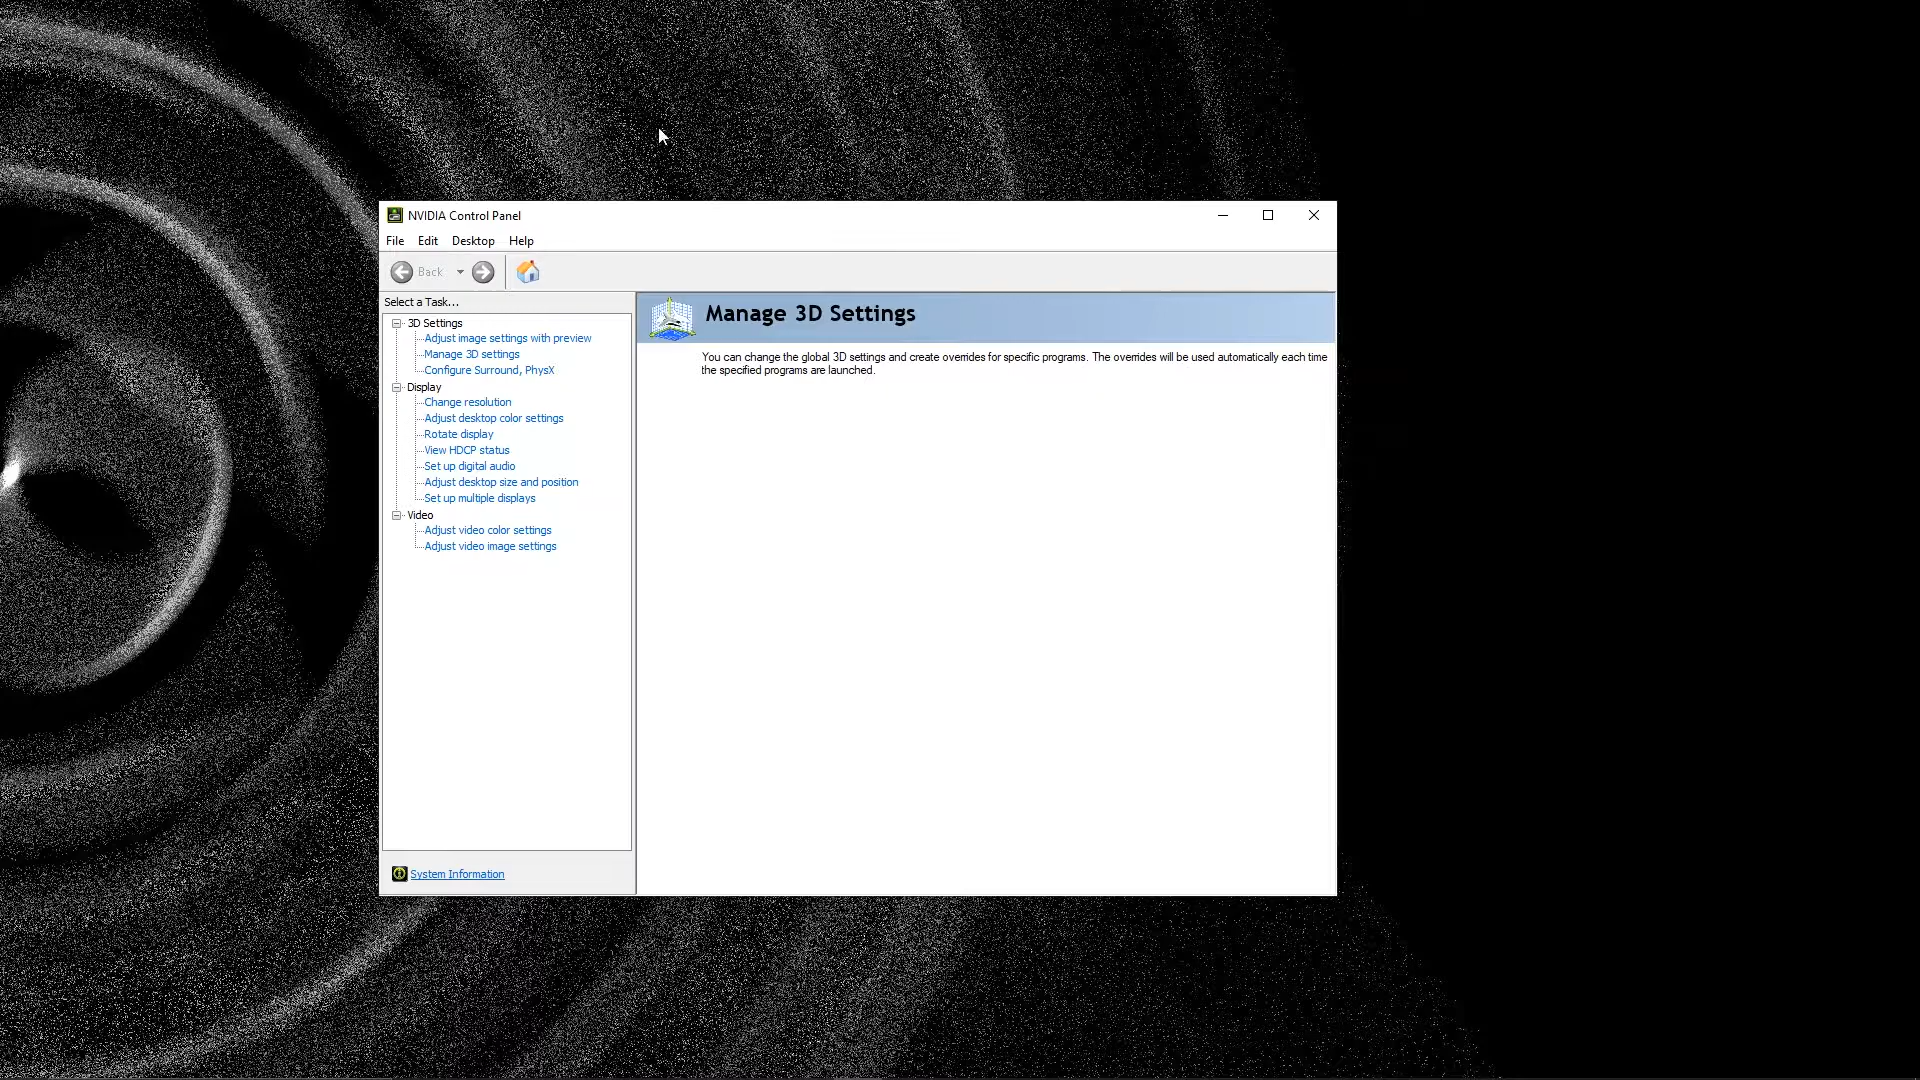 NVIDIA Control Panel
File Edit Desktop Help
Back
Select a Task...
3D Settings
Adjust image settings with preview
Manage 3D settings
Configure Surround, PhysX
Display
Change resolution
Adjust desktop color settings
Rotate display
View HDCP status
Set up digital audio
Adjust desktop size and position
Set up multiple displays
Video
Adjust video color settings
Adjust video image settings
System Information
Manage 3D Settings
You can change the global 3D settings and create overrides for specific programs. The overrides will be used automatically each time
the specified programs are launched.